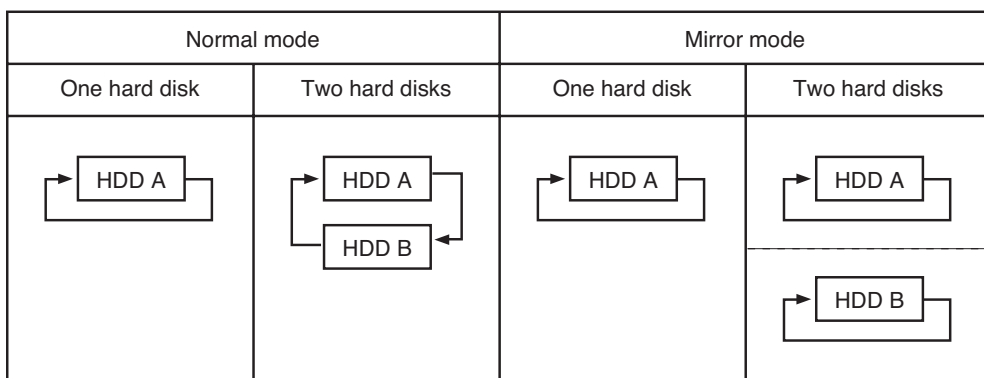 Normal mode Mirror mode
One hard disk Two hard disks One hard disk Two hard disks
HDD A HDD A HDD A HDD A
HDD B
HDD B